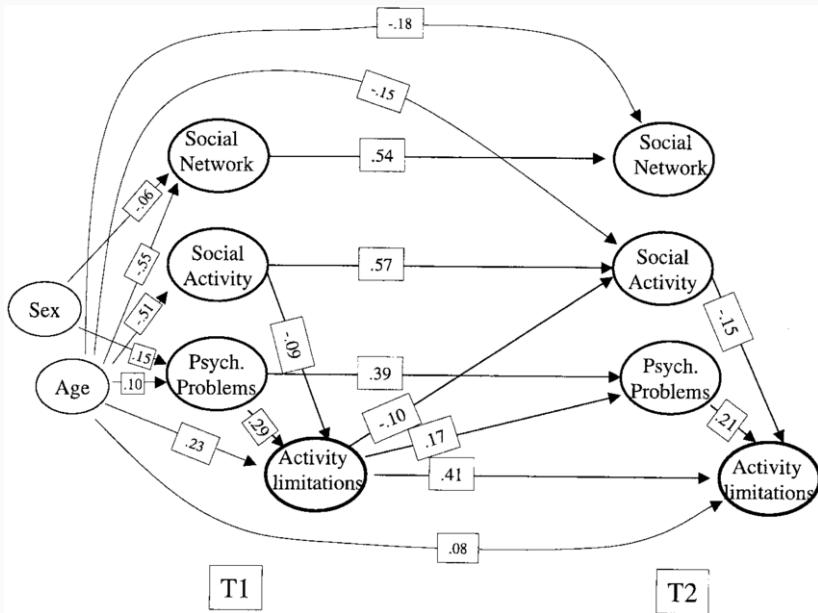 -.18
-.15
Social
Network
.54
Social
Network
-.06
-.55
Social
Activity
.57
Social
Activity
Sex
-.51
-.09
-.15
.15
Psych.
Problems
.39
Psych.
Problems
Age
.10
.29
-.10
.17
.21
.23
Activity
limitations
.41
Activity
limitations
.08
T1
T2